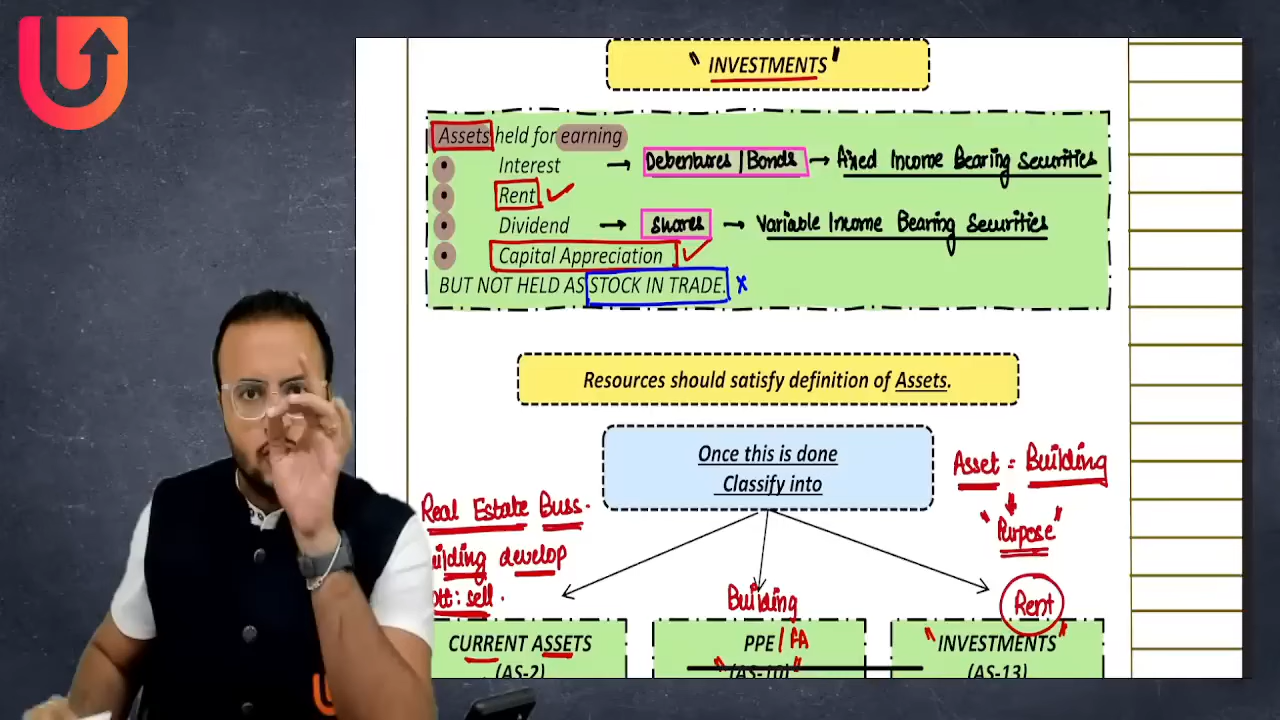 " INVESTMENTS "
Assets held for earning
• Interest → Debentures / Bonds → Fixed Income Bearing Securities
• Rent ✓
• Dividend → Shares → Variable Income Bearing Securities
• Capital Appreciation ✓
BUT NOT HELD AS STOCK IN TRADE. x
Resources should satisfy definition of Assets.
Once this is done
Classify into
Asset = Building
" Purpose "
Real Estate Buss.
develop
: sell.
Building
Rent
CURRENT ASSETS
(AS-2)
PPE / FA
"(AS-10)"
"INVESTMENTS"
(AS-13)